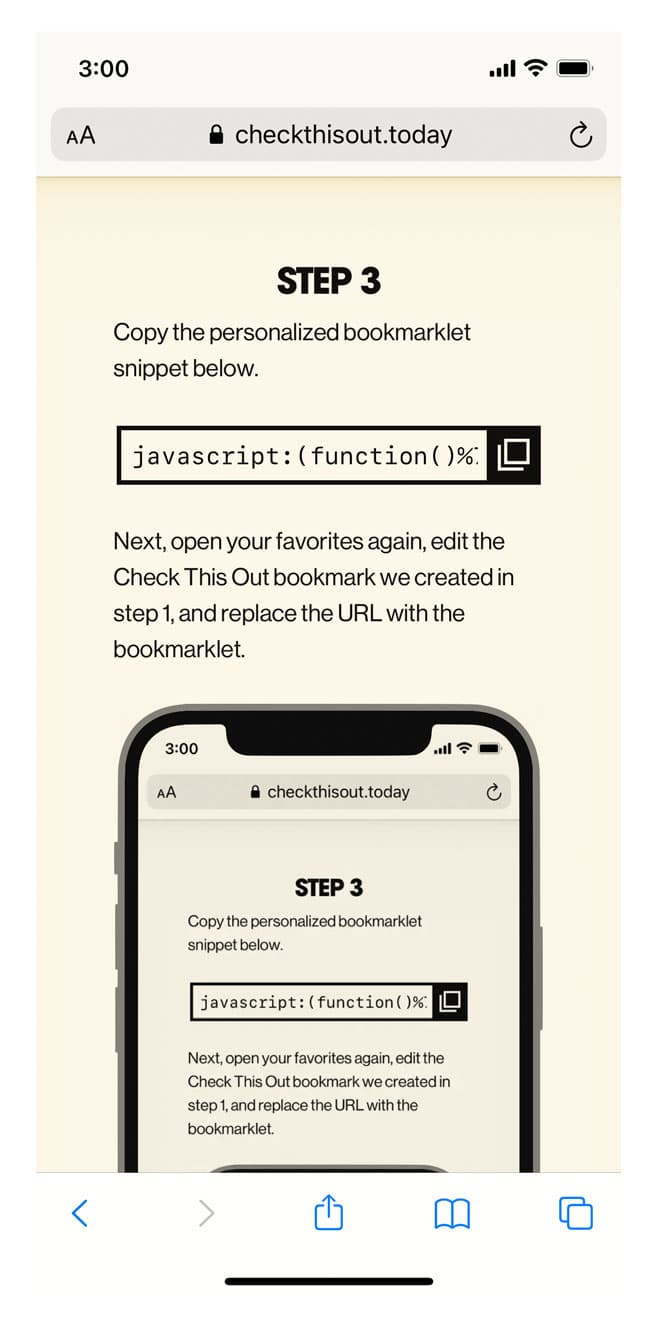 3:00
AA checkthisout.today
STEP 3
Copy the personalized bookmarklet
snippet below.
javascript:(function()%
Next, open your favorites again, edit the
Check This Out bookmark we created in
step 1, and replace the URL with the
bookmarklet.
3:00
AA checkthisout.today
STEP 3
Copy the personalized bookmarklet
snippet below.
javascript:(function()%
Next, open your favorites again, edit the
Check This Out bookmark we created in
step 1, and replace the URL with the
bookmarklet.